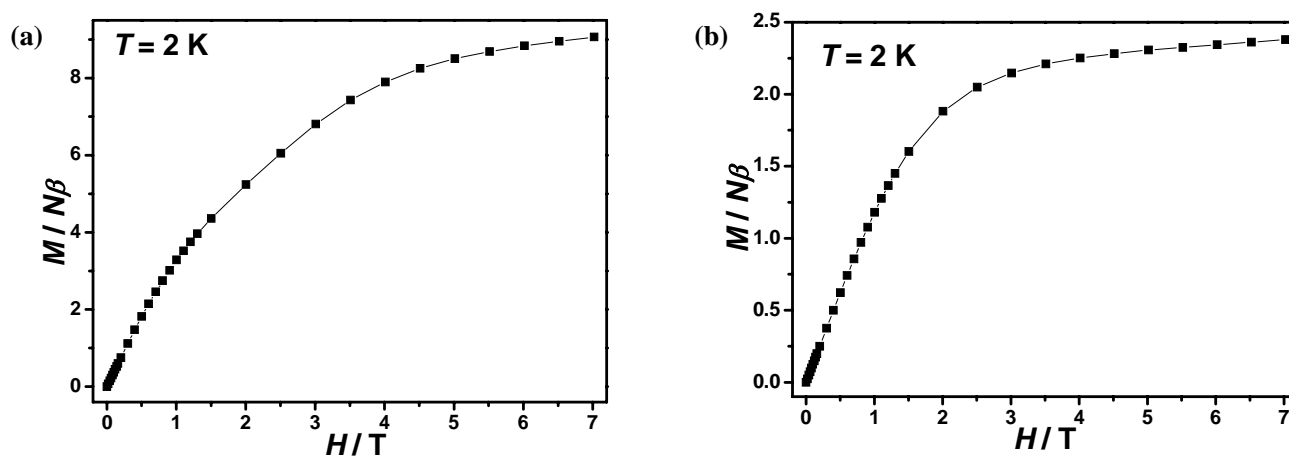 (a)
T = 2 K
M / Nβ
8
6
4
2
0
0 1 2 3 4 5 6 7
H / T
(b)
T = 2 K
M / Nβ
2.5
2.0
1.5
1.0
0.5
0.0
0 1 2 3 4 5 6 7
H / T